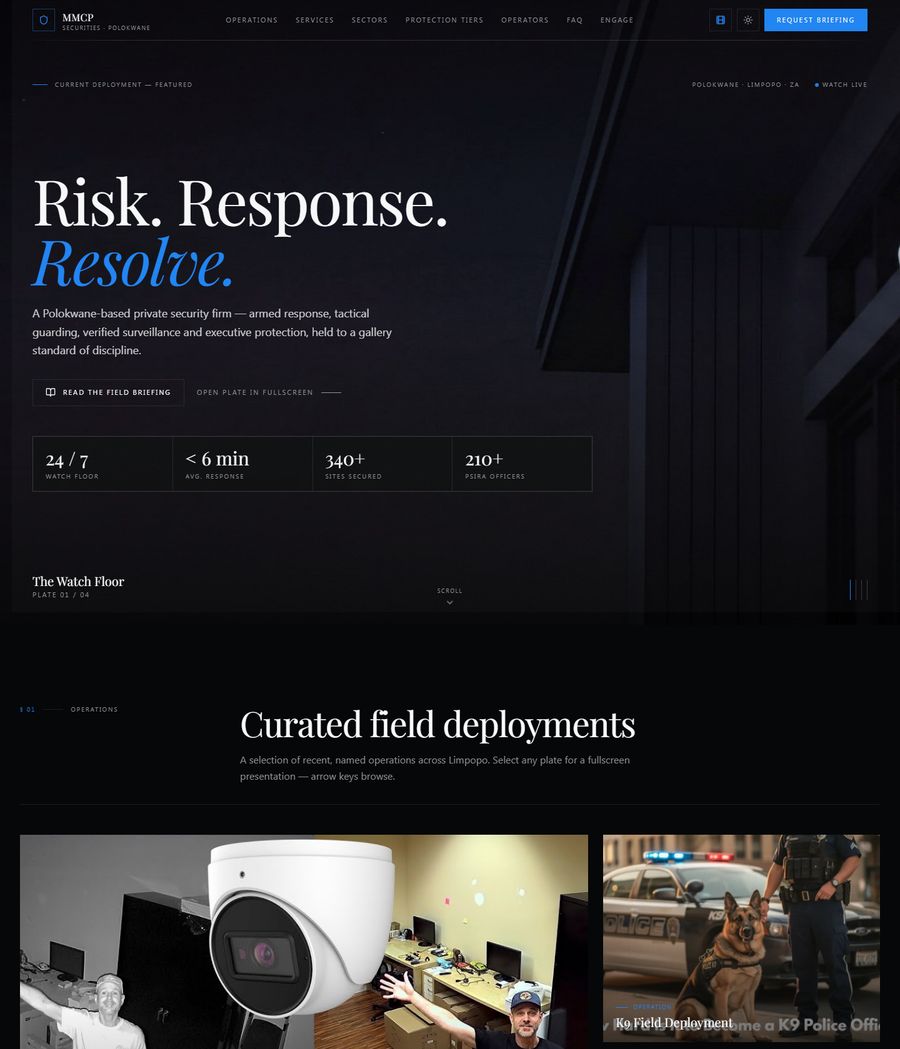 MMCP
SECURITIES · POLOKWANE
OPERATIONS
SERVICES
SECTORS
PROTECTION TIERS
OPERATORS
FAQ
ENGAGE
REQUEST BRIEFING
CURRENT DEPLOYMENT — FEATURED
POLOKWANE · LIMPOPO · ZA
WATCH LIVE
Risk. Response.
Resolve.
A Polokwane-based private security firm — armed response, tactical
guarding, verified surveillance and executive protection, held to a gallery
standard of discipline.
READ THE FIELD BRIEFING
OPEN PLATE IN FULLSCREEN
24 / 7
WATCH FLOOR
< 6 min
AVG. RESPONSE
340+
SITES SECURED
210+
PSIRA OFFICERS
The Watch Floor
PLATE 01 / 04
SCROLL
§ 01
OPERATIONS
Curated field deployments
A selection of recent, named operations across Limpopo. Select any plate for a fullscreen
presentation — arrow keys browse.
OPERATION
K9 Field Deployment
ecome a K9 Police Offi